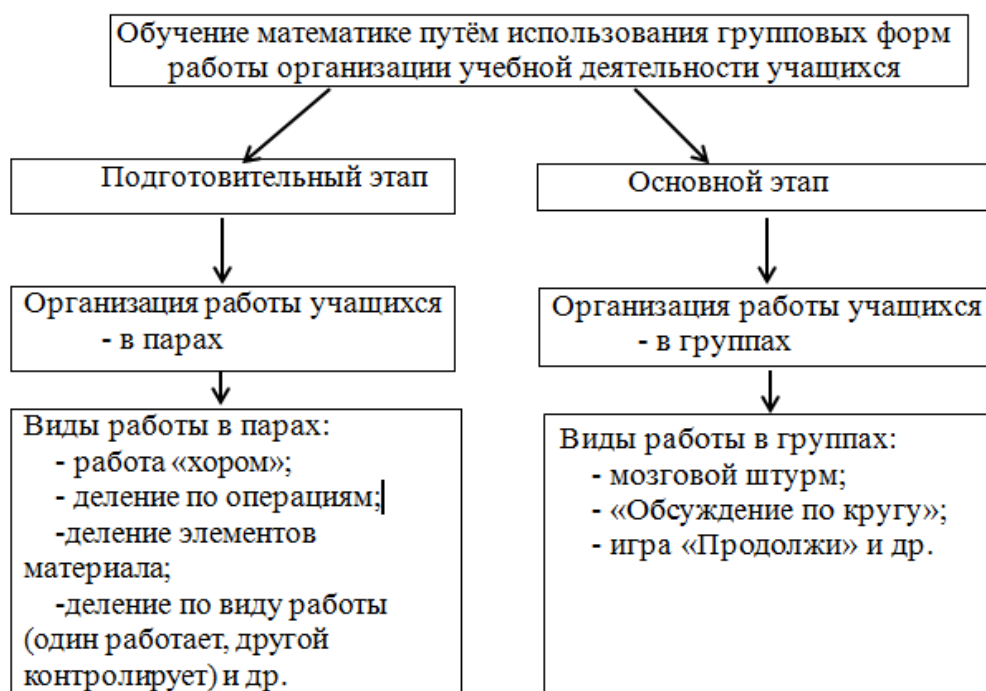 Обучение математике путём использования групповых форм
работы организации учебной деятельности учащихся
Подготовительный этап
Основной этап
Организация работы учащихся
- в парах
Организация работы учащихся
- в группах
Виды работы в парах:
- работа «хором»;
- деление по операциям;
-деление элементов
материала;
-деление по виду работы
(один работает, другой
контролирует) и др.
Виды работы в группах:
- мозговой штурм;
- «Обсуждение по кругу»;
- игра «Продолжи» и др.